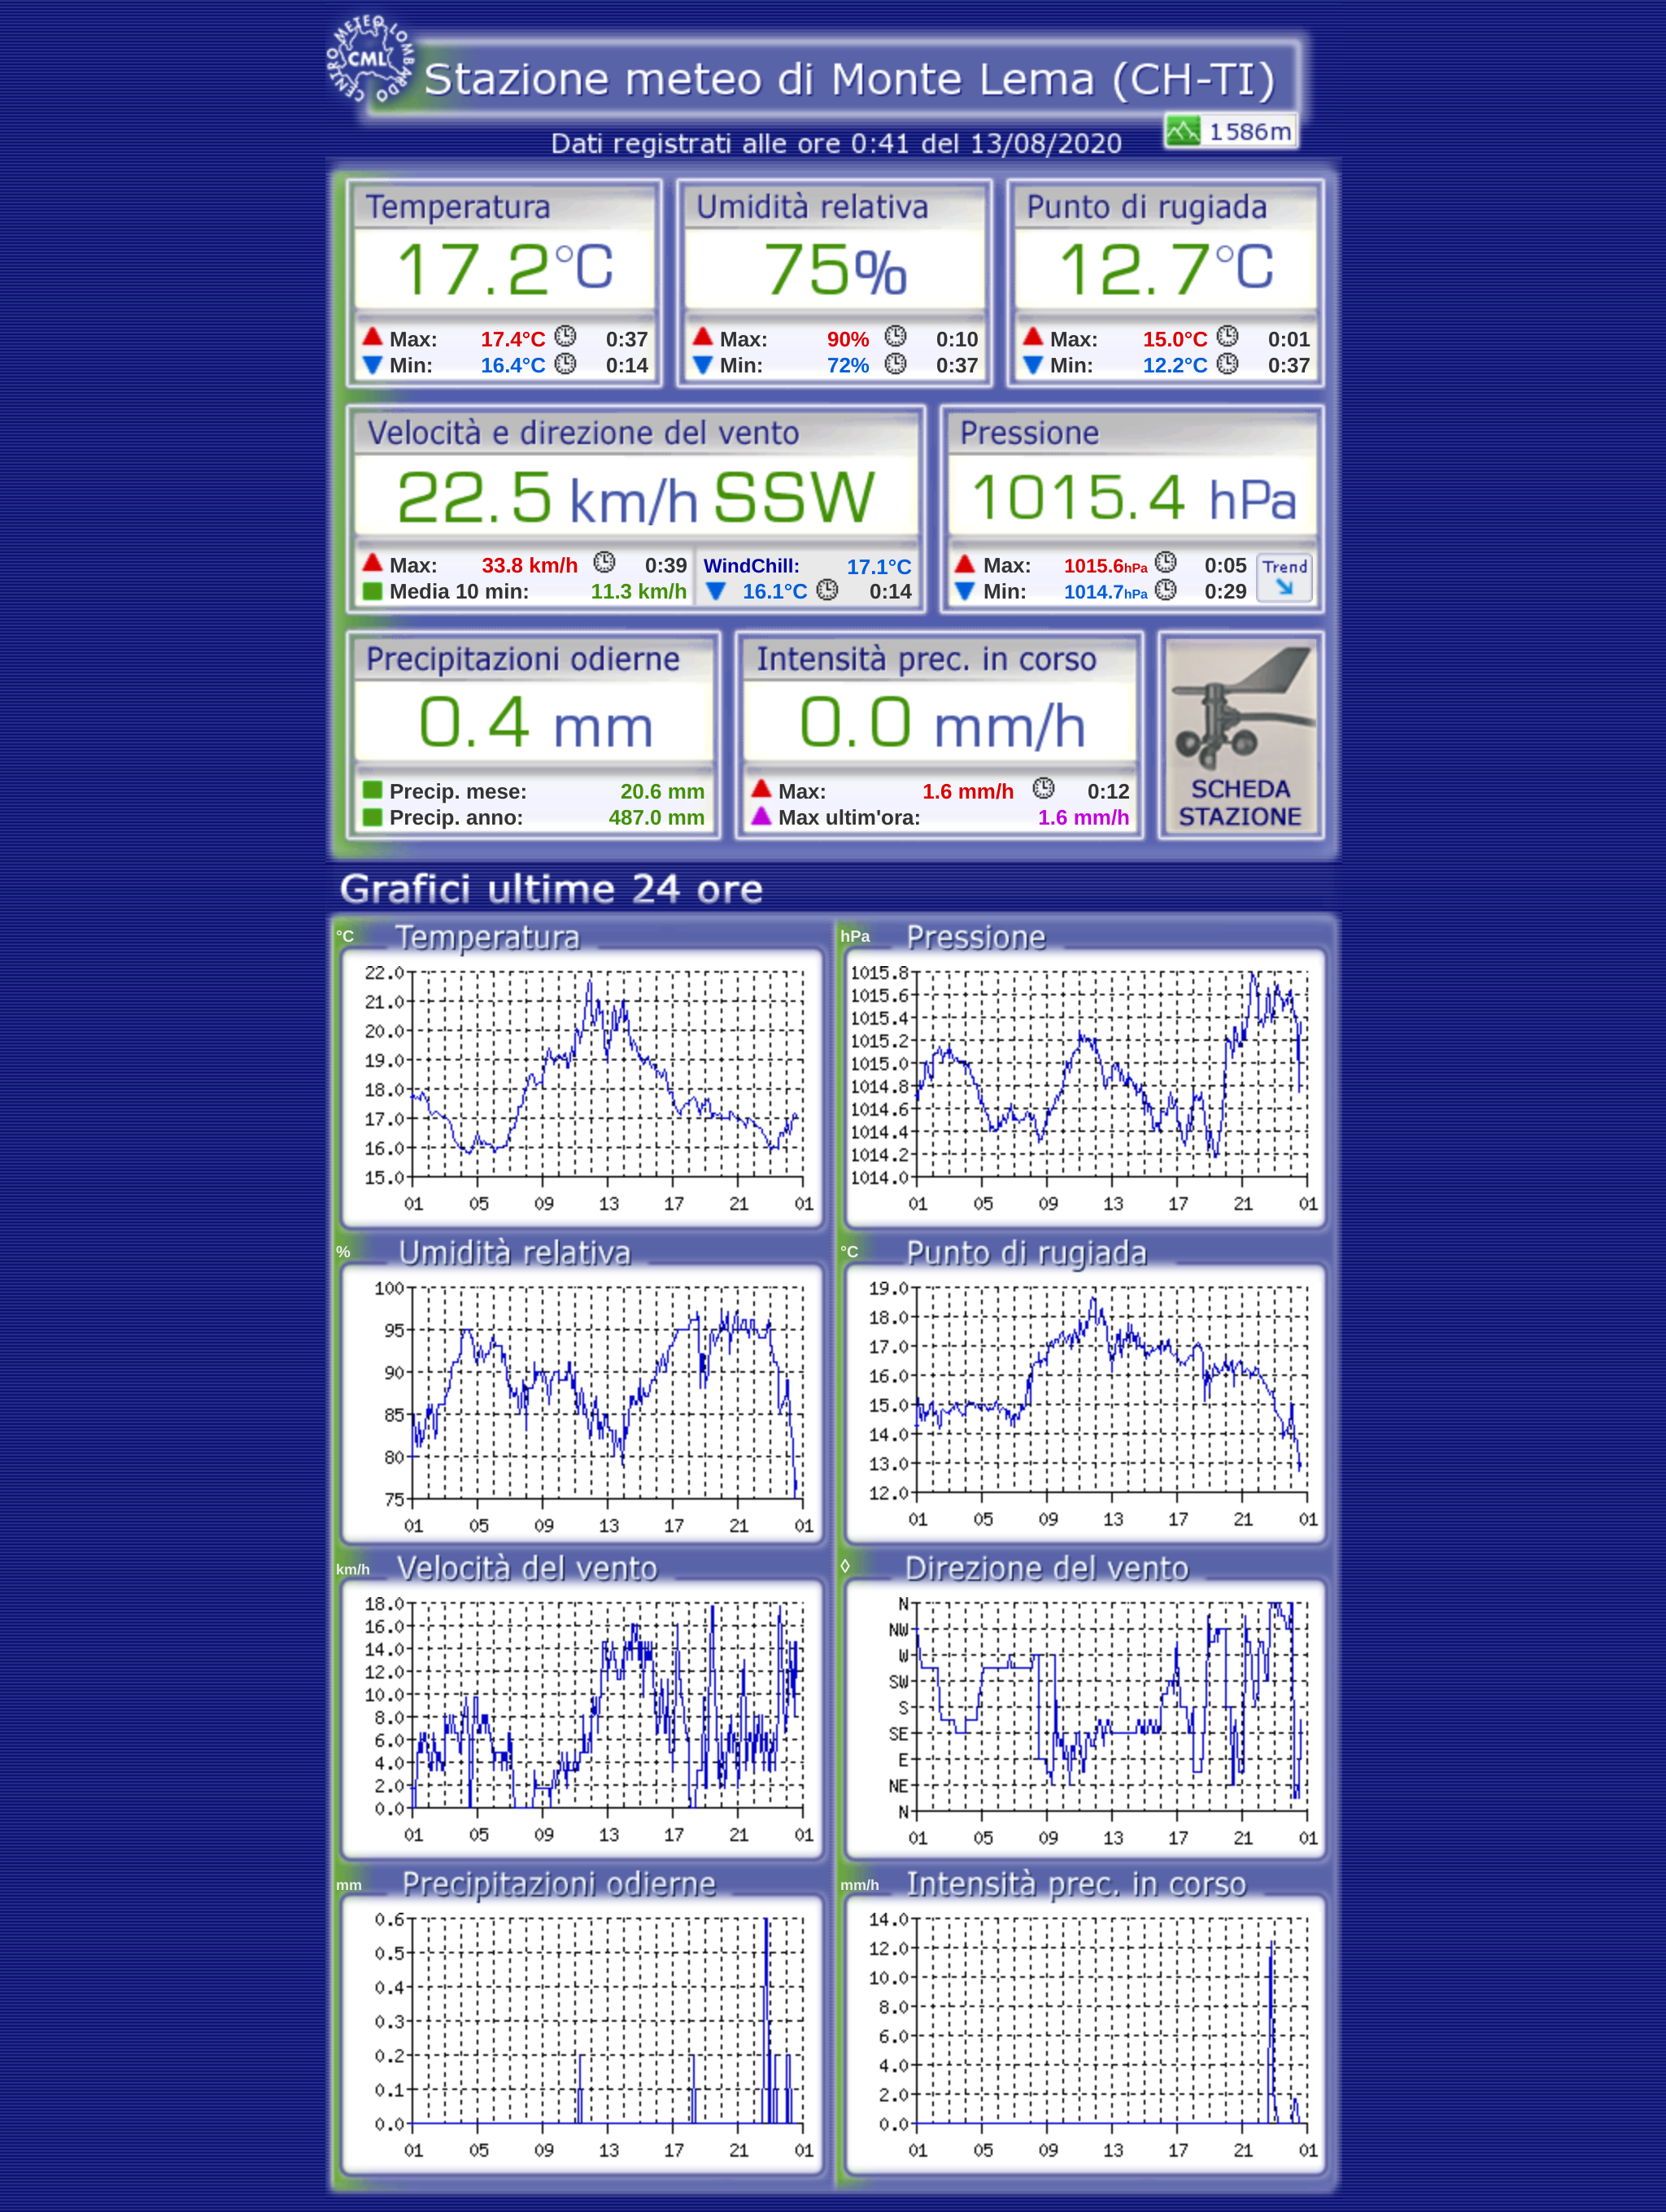 CENTRO METEO LOMBARDO
CML
Stazione meteo di Monte Lema (CH-TI)
1586m
Dati registrati alle ore 0:41 del 13/08/2020
Temperatura
17.2°C
Max: 17.4°C 0:37
Min: 16.4°C 0:14
Umidità relativa
75%
Max: 90% 0:10
Min: 72% 0:37
Punto di rugiada
12.7°C
Max: 15.0°C 0:01
Min: 12.2°C 0:37
Velocità e direzione del vento
22.5 km/h SSW
Max: 33.8 km/h 0:39
Media 10 min: 11.3 km/h
WindChill: 17.1°C
16.1°C 0:14
Pressione
1015.4 hPa
Max: 1015.6hPa 0:05
Min: 1014.7hPa 0:29
Trend
Precipitazioni odierne
0.4 mm
Precip. mese: 20.6 mm
Precip. anno: 487.0 mm
Intensità prec. in corso
0.0 mm/h
Max: 1.6 mm/h 0:12
Max ultim'ora: 1.6 mm/h
SCHEDA
STAZIONE
Grafici ultime 24 ore
°C Temperatura
22.0
21.0
20.0
19.0
18.0
17.0
16.0
15.0
01 05 09 13 17 21 01
hPa Pressione
1015.8
1015.6
1015.4
1015.2
1015.0
1014.8
1014.6
1014.4
1014.2
1014.0
01 05 09 13 17 21 01
% Umidità relativa
100
95
90
85
80
75
01 05 09 13 17 21 01
°C Punto di rugiada
19.0
18.0
17.0
16.0
15.0
14.0
13.0
12.0
01 05 09 13 17 21 01
km/h Velocità del vento
18.0
16.0
14.0
12.0
10.0
8.0
6.0
4.0
2.0
0.0
01 05 09 13 17 21 01
◊ Direzione del vento
N
NW
W
SW
S
SE
E
NE
N
01 05 09 13 17 21 01
mm Precipitazioni odierne
0.6
0.5
0.4
0.3
0.2
0.1
0.0
01 05 09 13 17 21 01
mm/h Intensità prec. in corso
14.0
12.0
10.0
8.0
6.0
4.0
2.0
0.0
01 05 09 13 17 21 01